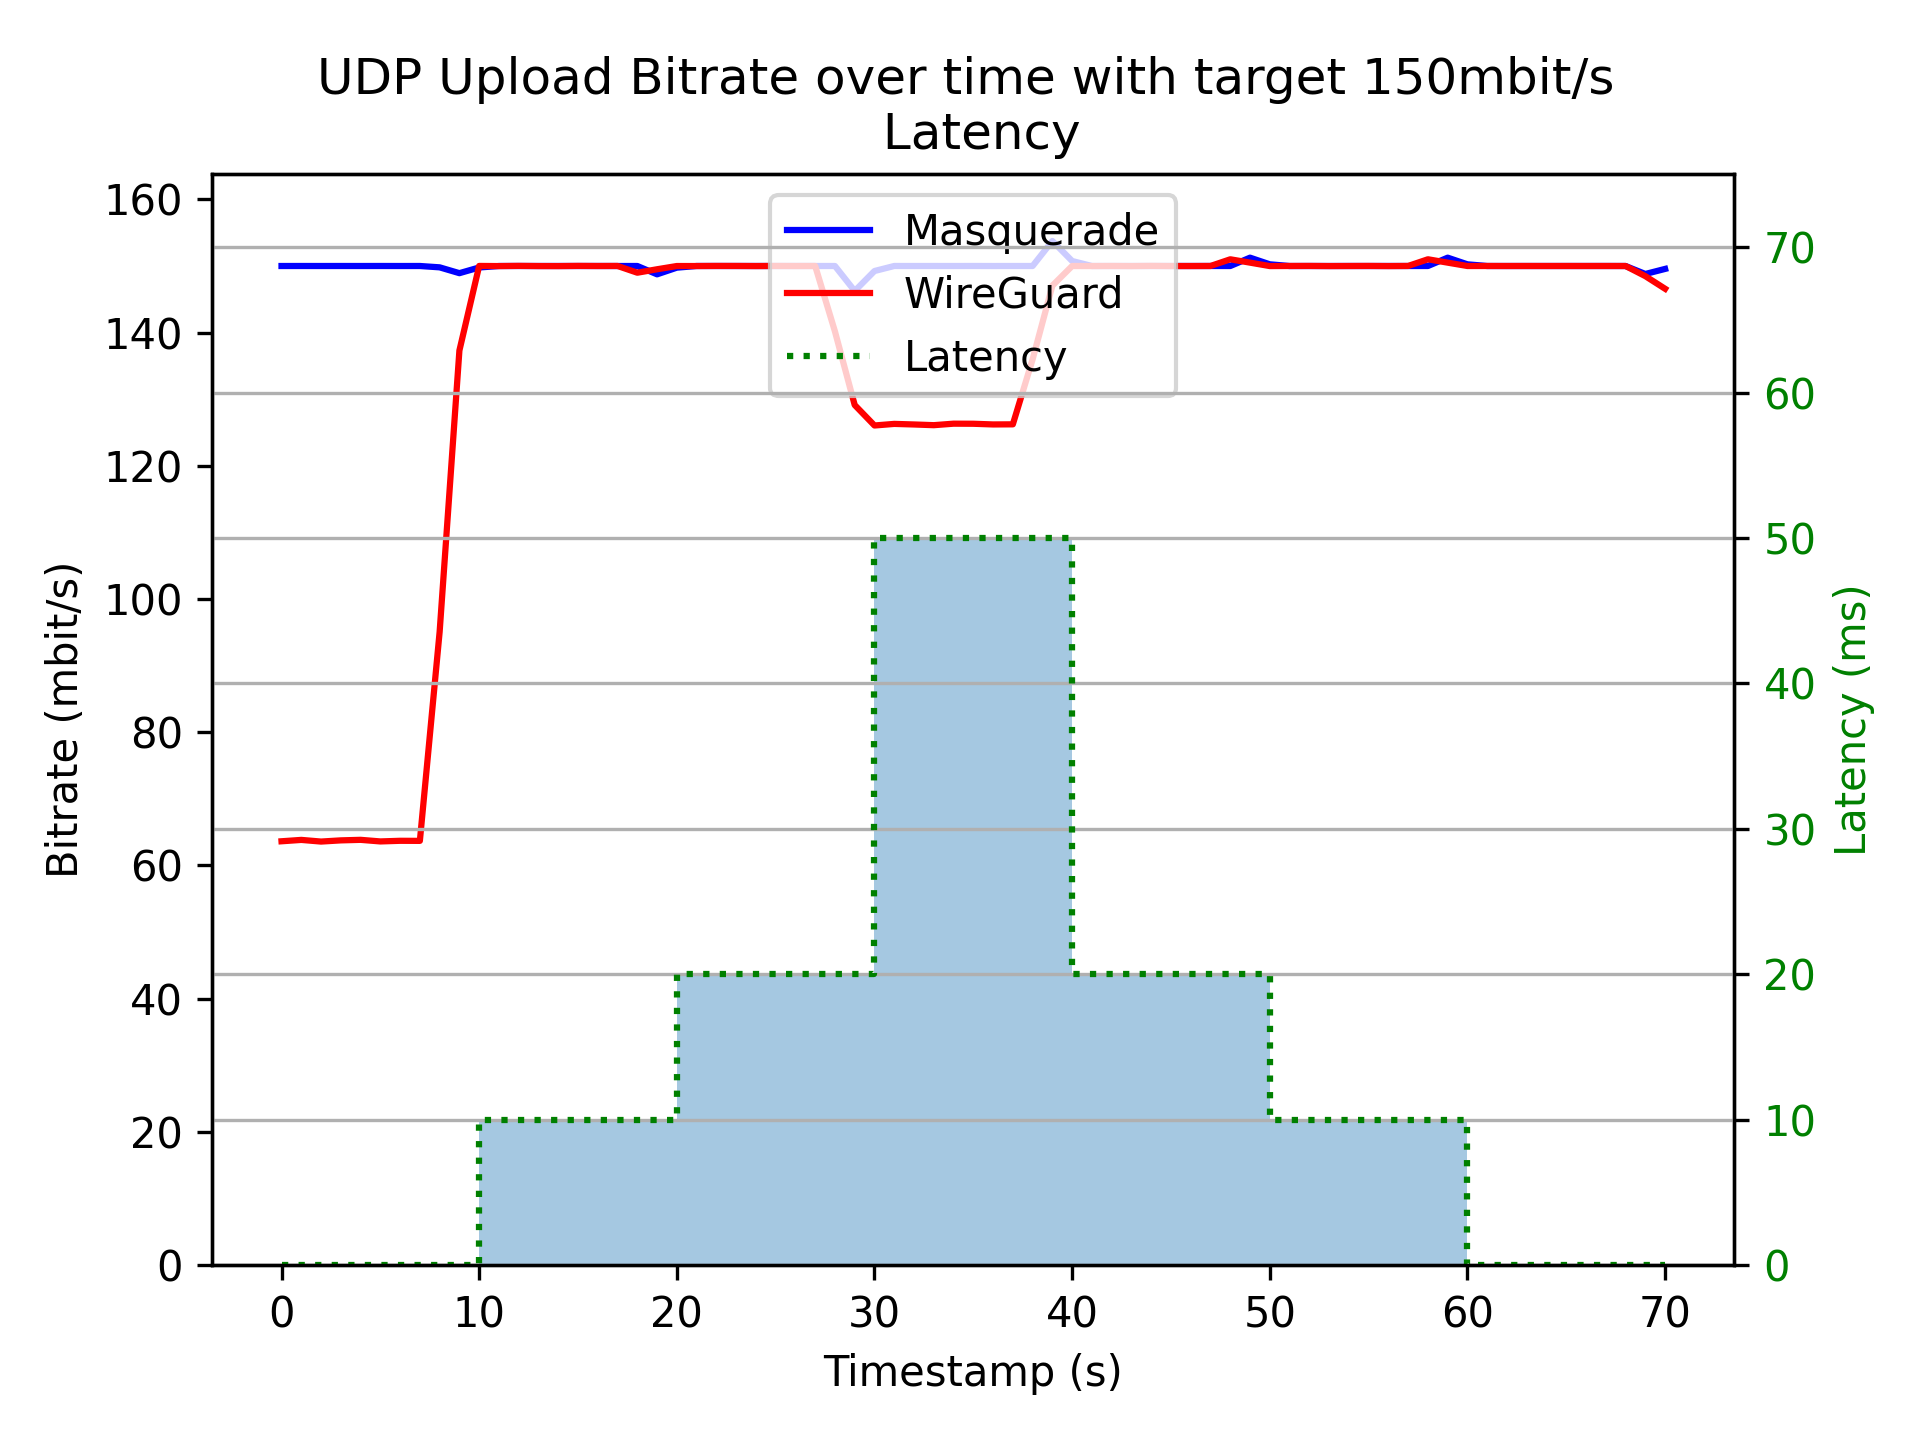 UDP Upload Bitrate over time with target 150mbit/s
Latency
Masquerade
WireGuard
Latency
Bitrate (mbit/s)
160
140
120
100
80
60
40
20
0
70
60
50
40
30
20
10
0
Latency (ms)
0 10 20 30 40 50 60 70
Timestamp (s)